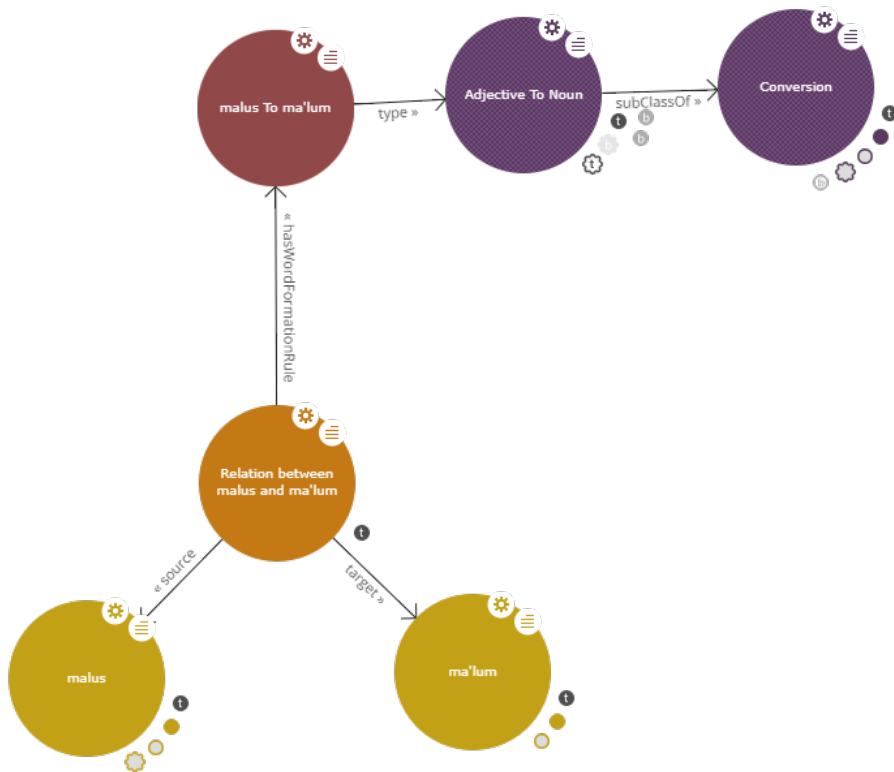 malus To ma'lum
type »
Adjective To Noun
subClassOf »
Conversion
t
b
b
b
t
t
b
« hasWordFormationRule
Relation between
malus and ma'lum
t
« source
target »
malus
t
ma'lum
t